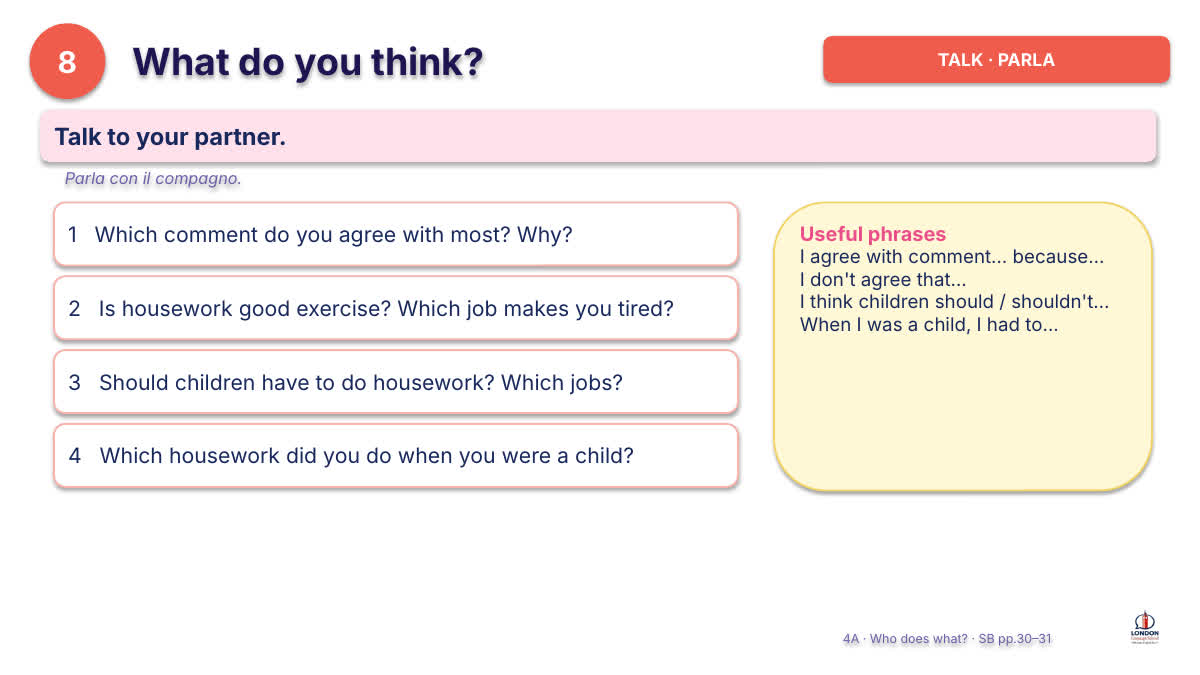 8
What do you think?
TALK · PARLA
Talk to your partner.
Parla con il compagno.
1 Which comment do you agree with most? Why?
2 Is housework good exercise? Which job makes you tired?
3 Should children have to do housework? Which jobs?
4 Which housework did you do when you were a child?
Useful phrases
I agree with comment... because...
I don't agree that...
I think children should / shouldn't...
When I was a child, I had to...
4A · Who does what? · SB pp.30–31
LONDON